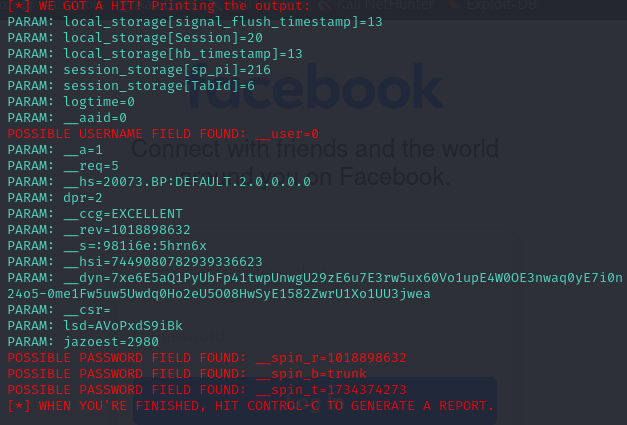 [*] WE GOT A HIT! Printing the output:
Kali NetHunter Exploit-DB
PARAM: local_storage[signal_flush_timestamp]=13
PARAM: local_storage[Session]=20
PARAM: local_storage[hb_timestamp]=13
PARAM: session_storage[sp_pi]=216
PARAM: session_storage[TabId]=6
facebook
PARAM: logtime=0
PARAM: __aaid=0
POSSIBLE USERNAME FIELD FOUND: __user=0
PARAM: __a=1
Connect with friends and the world
PARAM: __req=5
around you on Facebook.
PARAM: __hs=20073.BP:DEFAULT.2.0.0.0.0
PARAM: dpr=2
PARAM: __ccg=EXCELLENT
PARAM: __rev=1018898632
PARAM: __s=:981i6e:5hrn6x
PARAM: __hsi=7449080782939336623
PARAM: __dyn=7xe6E5aQ1PyUbFp41twpUnwgU29zE6u7E3rw5ux60Vo1upE4W0OE3nwaq0yE7i0n
24o5-0me1Fw5uw5Uwdq0Ho2eU5O08HwSyE1582ZwrU1Xo1UU3jwea
PARAM: __csr=
PARAM: lsd=AVoPxdS9iBk
PARAM: jazoest=2980
POSSIBLE PASSWORD FIELD FOUND: __spin_r=1018898632
POSSIBLE PASSWORD FIELD FOUND: __spin_b=trunk
POSSIBLE PASSWORD FIELD FOUND: __spin_t=1734374273
[*] WHEN YOU'RE FINISHED, HIT CONTROL-C TO GENERATE A REPORT.